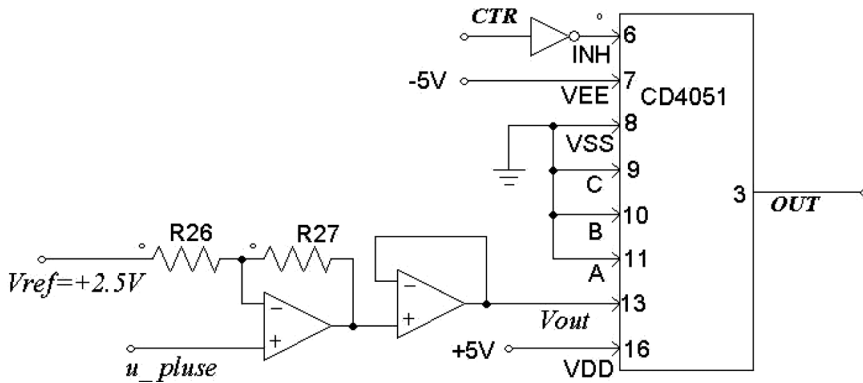 CTR
6
INH
-5V
7
VEE
CD4051
8
VSS
9
C
3
OUT
10
B
R26
R27
11
A
Vref=+2.5V
−
−
13
Vout
+
+
+5V
16
VDD
u_pluse